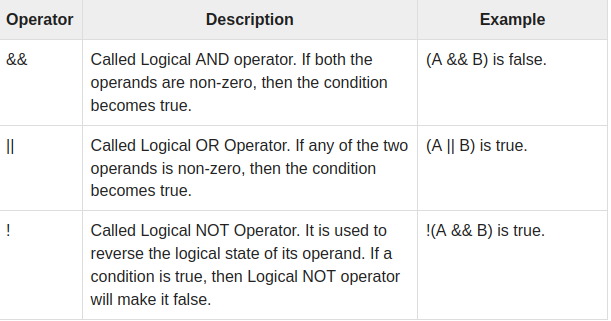 Operator Description Example
&& Called Logical AND operator. If both the (A && B) is false.
operands are non-zero, then the condition
becomes true.
|| Called Logical OR Operator. If any of the two (A || B) is true.
operands is non-zero, then the condition
becomes true.
! Called Logical NOT Operator. It is used to !(A && B) is true.
reverse the logical state of its operand. If a
condition is true, then Logical NOT operator
will make it false.